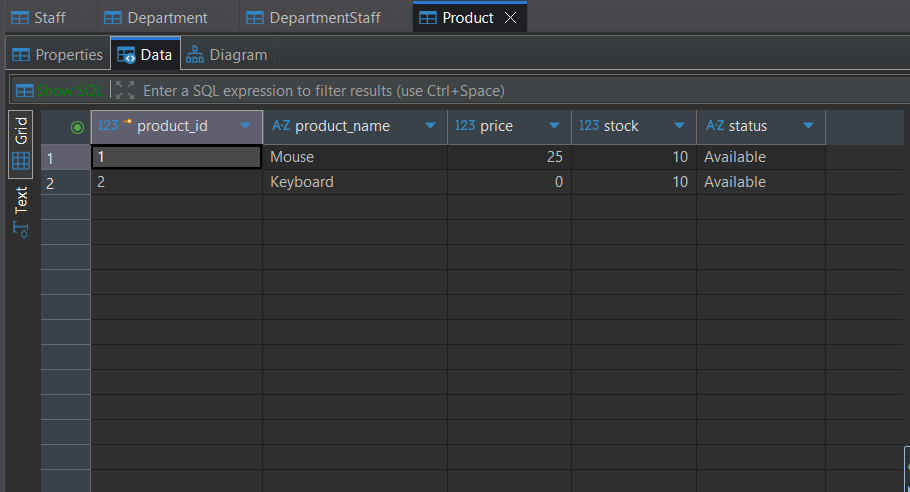 Staff Department DepartmentStaff Product
Properties Data Diagram
Show SQL Enter a SQL expression to filter results (use Ctrl+Space)
Grid
Text
123 product_id A-Z product_name 123 price 123 stock A-Z status
1 1 Mouse 25 10 Available
2 2 Keyboard 0 10 Available